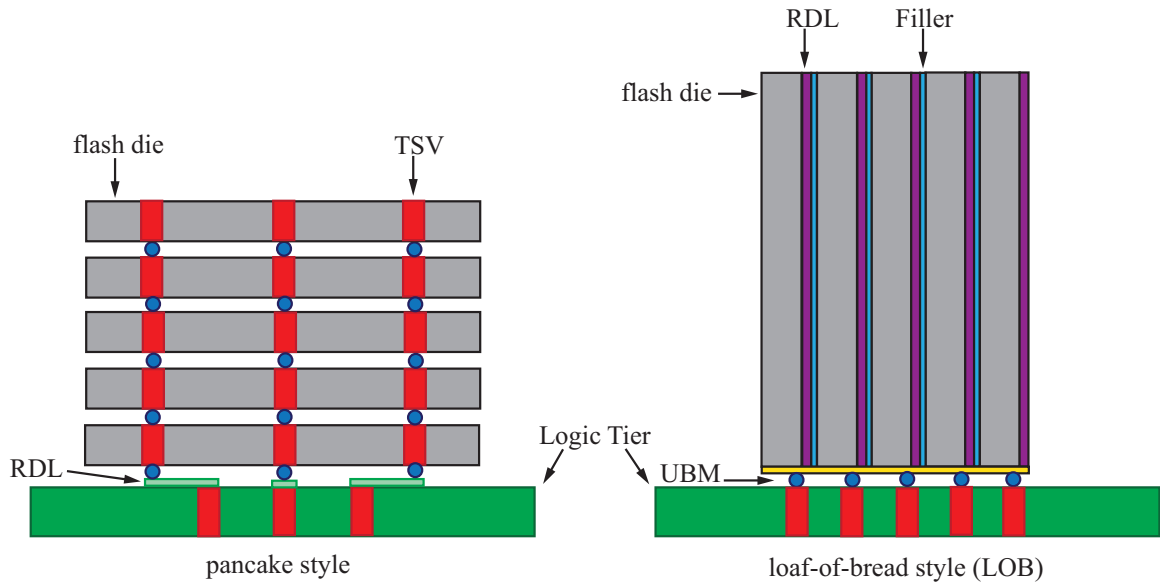 RDL
Filler
flash die
flash die
TSV
Logic Tier
RDL
UBM
pancake style
loaf-of-bread style (LOB)